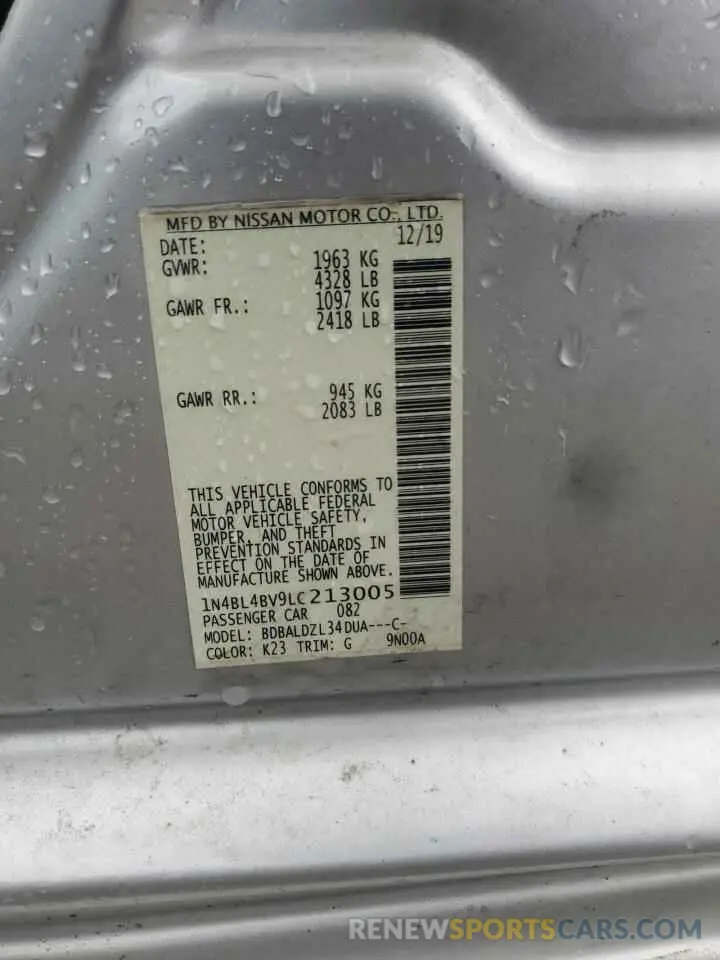 MFD BY NISSAN MOTOR CO., LTD.
DATE: 12/19
GVWR: 1963 KG
4328 LB
GAWR FR.: 1097 KG
2418 LB
GAWR RR.: 945 KG
2083 LB
THIS VEHICLE CONFORMS TO
ALL APPLICABLE FEDERAL
MOTOR VEHICLE SAFETY,
BUMPER, AND THEFT
PREVENTION STANDARDS IN
EFFECT ON THE DATE OF
MANUFACTURE SHOWN ABOVE.
1N4BL4BV9LC213005
PASSENGER CAR 082
MODEL: BDBALDZL34DUA---C-
COLOR: K23 TRIM: G 9N00A
RENEWSPORTSCARS.COM